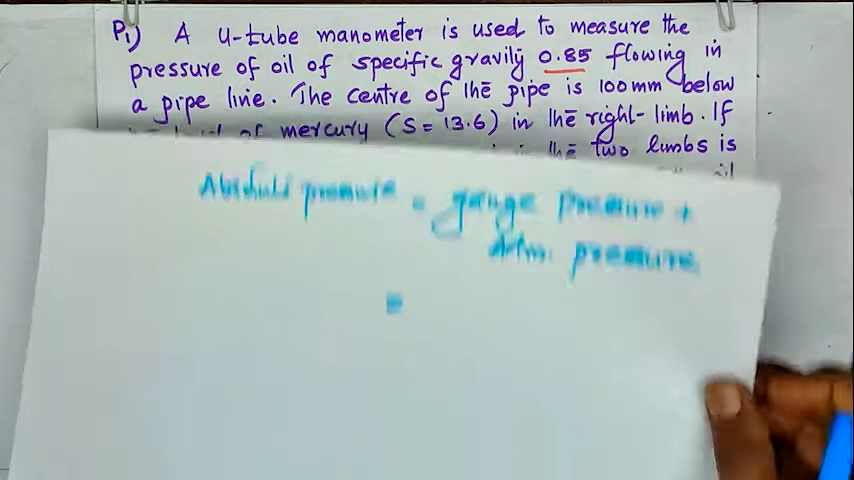 P₁) A U-tube manometer is used to measure the
pressure of oil of specific gravity 0.85 flowing in
a pipe line. The centre of the pipe is 100mm below
of mercury (S= 13.6) in the right-limb. If
the two limbs is
Absolute pressure = gauge pressure +
Atm. pressure
=